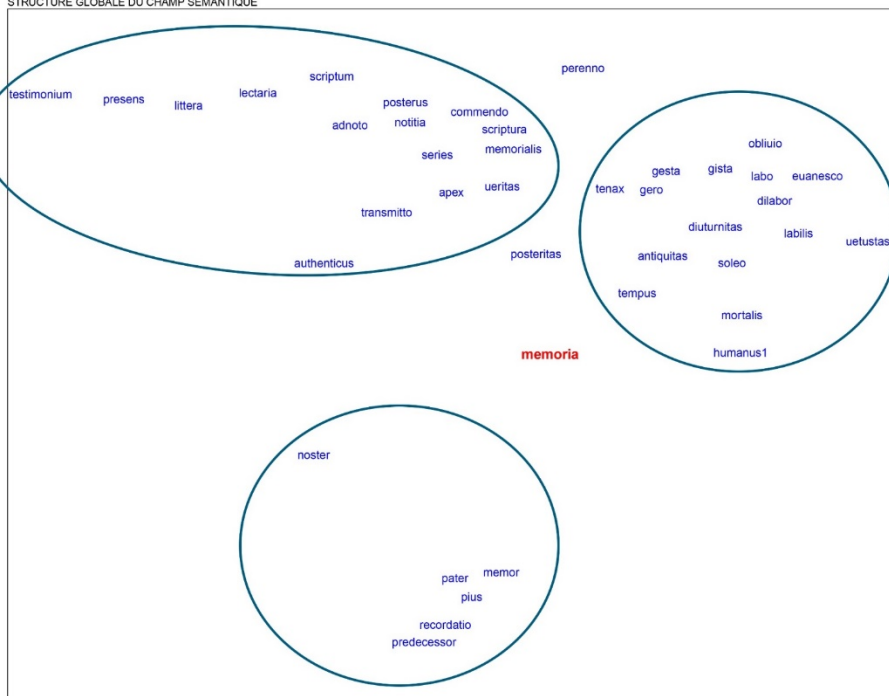 STRUCTURE GLOBALE DU CHAMP SÉMANTIQUE
perenno
scriptum
testimonium
presens
littera
lectaria
posterus
commendo
adnoto
notitia
scriptura
series
memorialis
apex
ueritas
transmitto
authenticus
posteritas
obliuio
gesta
gista
labo
euanesco
tenax
gero
dilabor
diuturnitas
labilis
uetustas
antiquitas
soleo
tempus
mortalis
humanus1
memoria
noster
pater
memor
pius
recordatio
predecessor